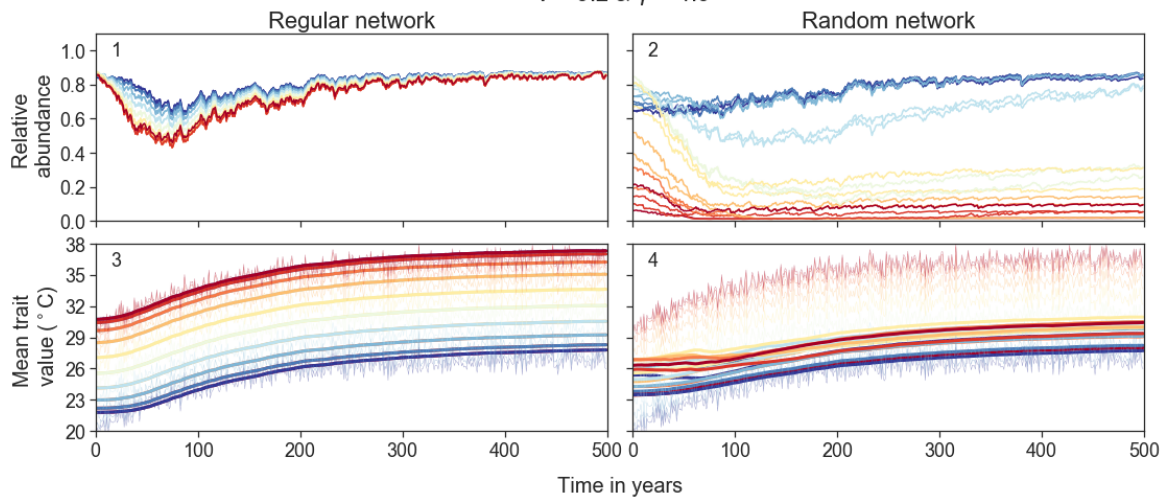 Regular network
Random network
1
2
1.0
0.8
0.6
0.4
0.2
0.0
Relative
abundance
3
4
38
35
32
29
26
23
20
Mean trait
value ( ° C)
0 100 200 300 400 500
0 100 200 300 400 500
Time in years